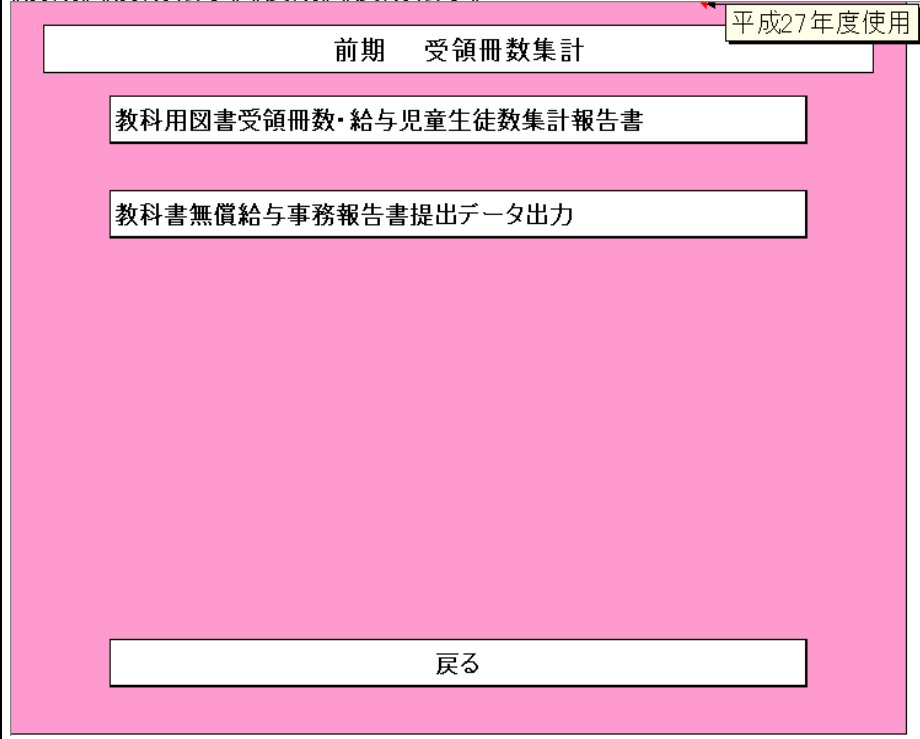 平成27年度使用
前期　受領冊数集計
教科用図書受領冊数・給与児童生徒数集計報告書
教科書無償給与事務報告書提出データ出力
戻る